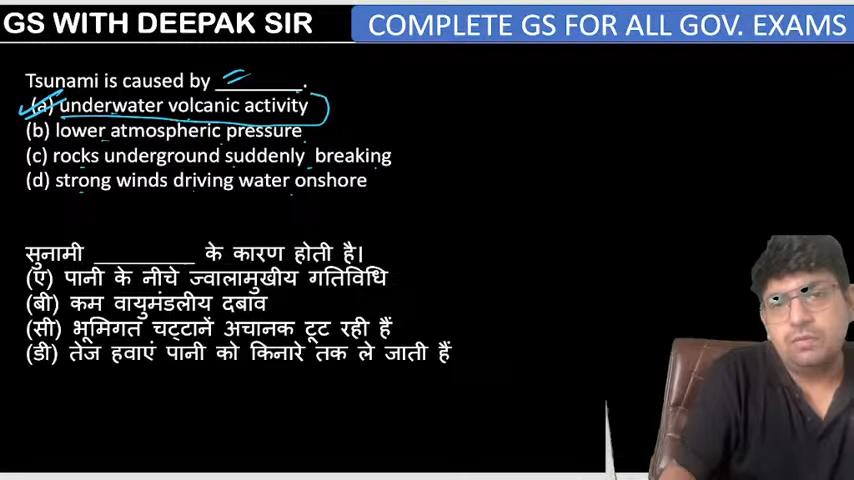 GS WITH DEEPAK SIR
COMPLETE GS FOR ALL GOV. EXAMS
Tsunami is caused by ________.
(a) underwater volcanic activity
(b) lower atmospheric pressure
(c) rocks underground suddenly breaking
(d) strong winds driving water onshore
सुनामी _________ के कारण होती है।
(ए) पानी के नीचे ज्वालामुखीय गतिविधि
(बी) कम वायुमंडलीय दबाव
(सी) भूमिगत चट्टानें अचानक टूट रही हैं
(डी) तेज हवाएं पानी को किनारे तक ले जाती हैं